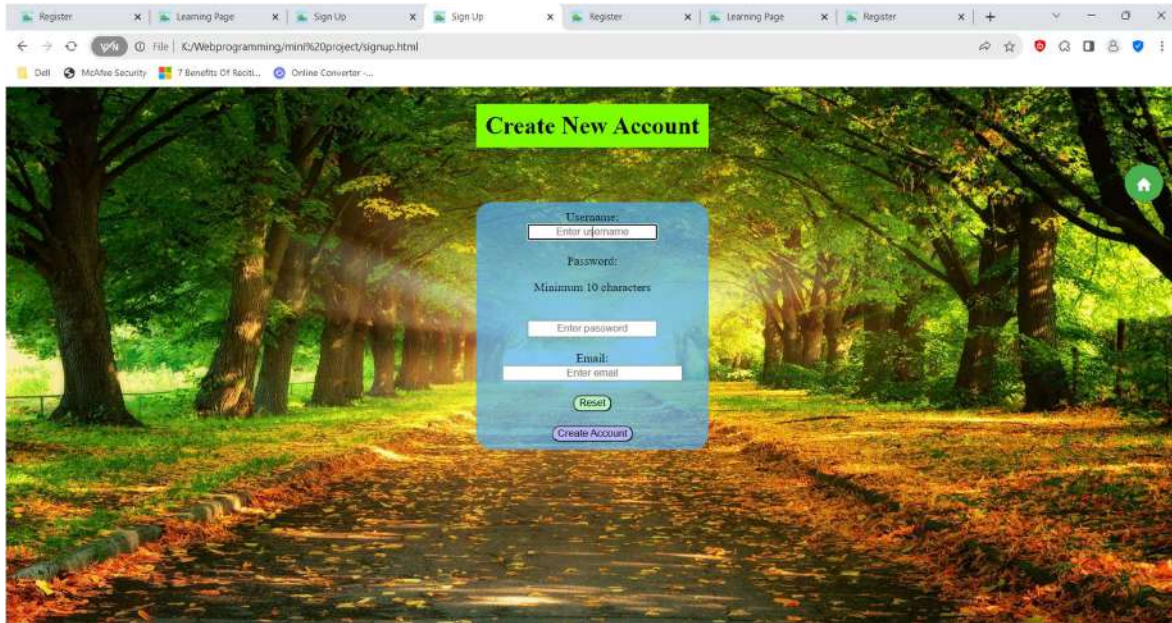 Register Learning Page Sign Up Sign Up Register Learning Page Register
VPN File K:/Webprogramming/mini%20project/signup.html
Dell McAfee Security 7 Benefits Of Reciti... Online Converter -...
Create New Account
Username:
Enter username
Password:
Minimum 10 characters
Enter password
Email:
Enter email
Reset
Create Account